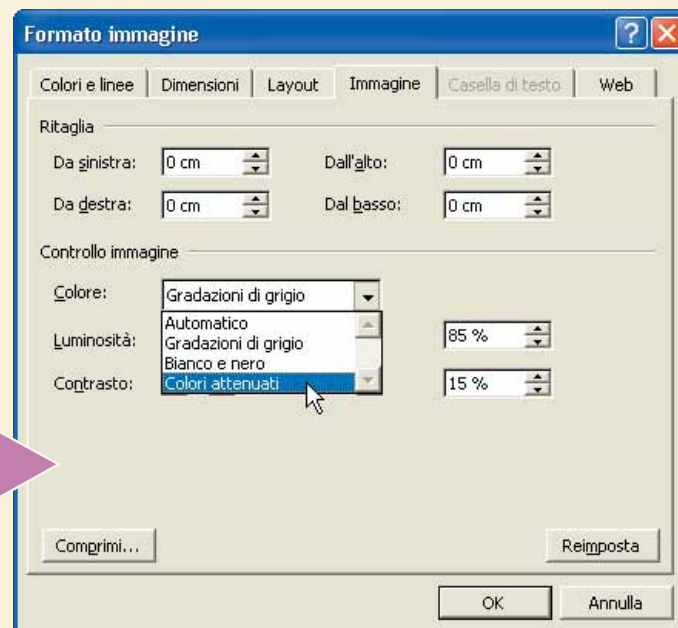 Formato immagine
Colori e linee Dimensioni Layout Immagine Casella di testo Web
Ritaglia
Da sinistra: 0 cm Dall'alto: 0 cm
Da destra: 0 cm Dal basso: 0 cm
Controllo immagine
Colore: Gradazioni di grigio
Automatico
Luminosità: Gradazioni di grigio 85 %
Bianco e nero
Contrasto: Colori attenuati 15 %
Comprimi... Reimposta
OK Annulla